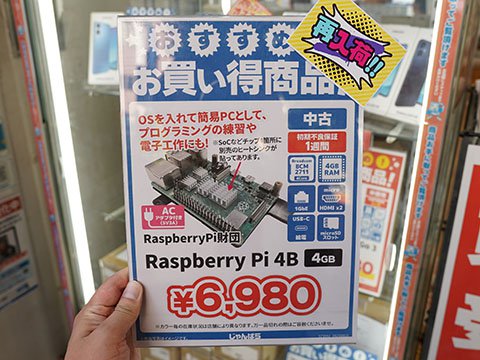 おすすめ
再入荷!!
お買い得商品
OSを入れて簡易PCとして、
プログラミングの練習や
電子工作にも!
※SoCなどチップ4箇所に
別売のヒートシンクが
貼ってあります。
中古
初期不良保証
1週間
Broadcom
BCM
2711
4GB
RAM
1GbE
micro
HDMI x2
USB-C
給電
microSD
スロット
AC
アダプタ付き
(5V3A)
RaspberryPi財団
Raspberry Pi 4B 4GB
¥6,980
じゃんぱら